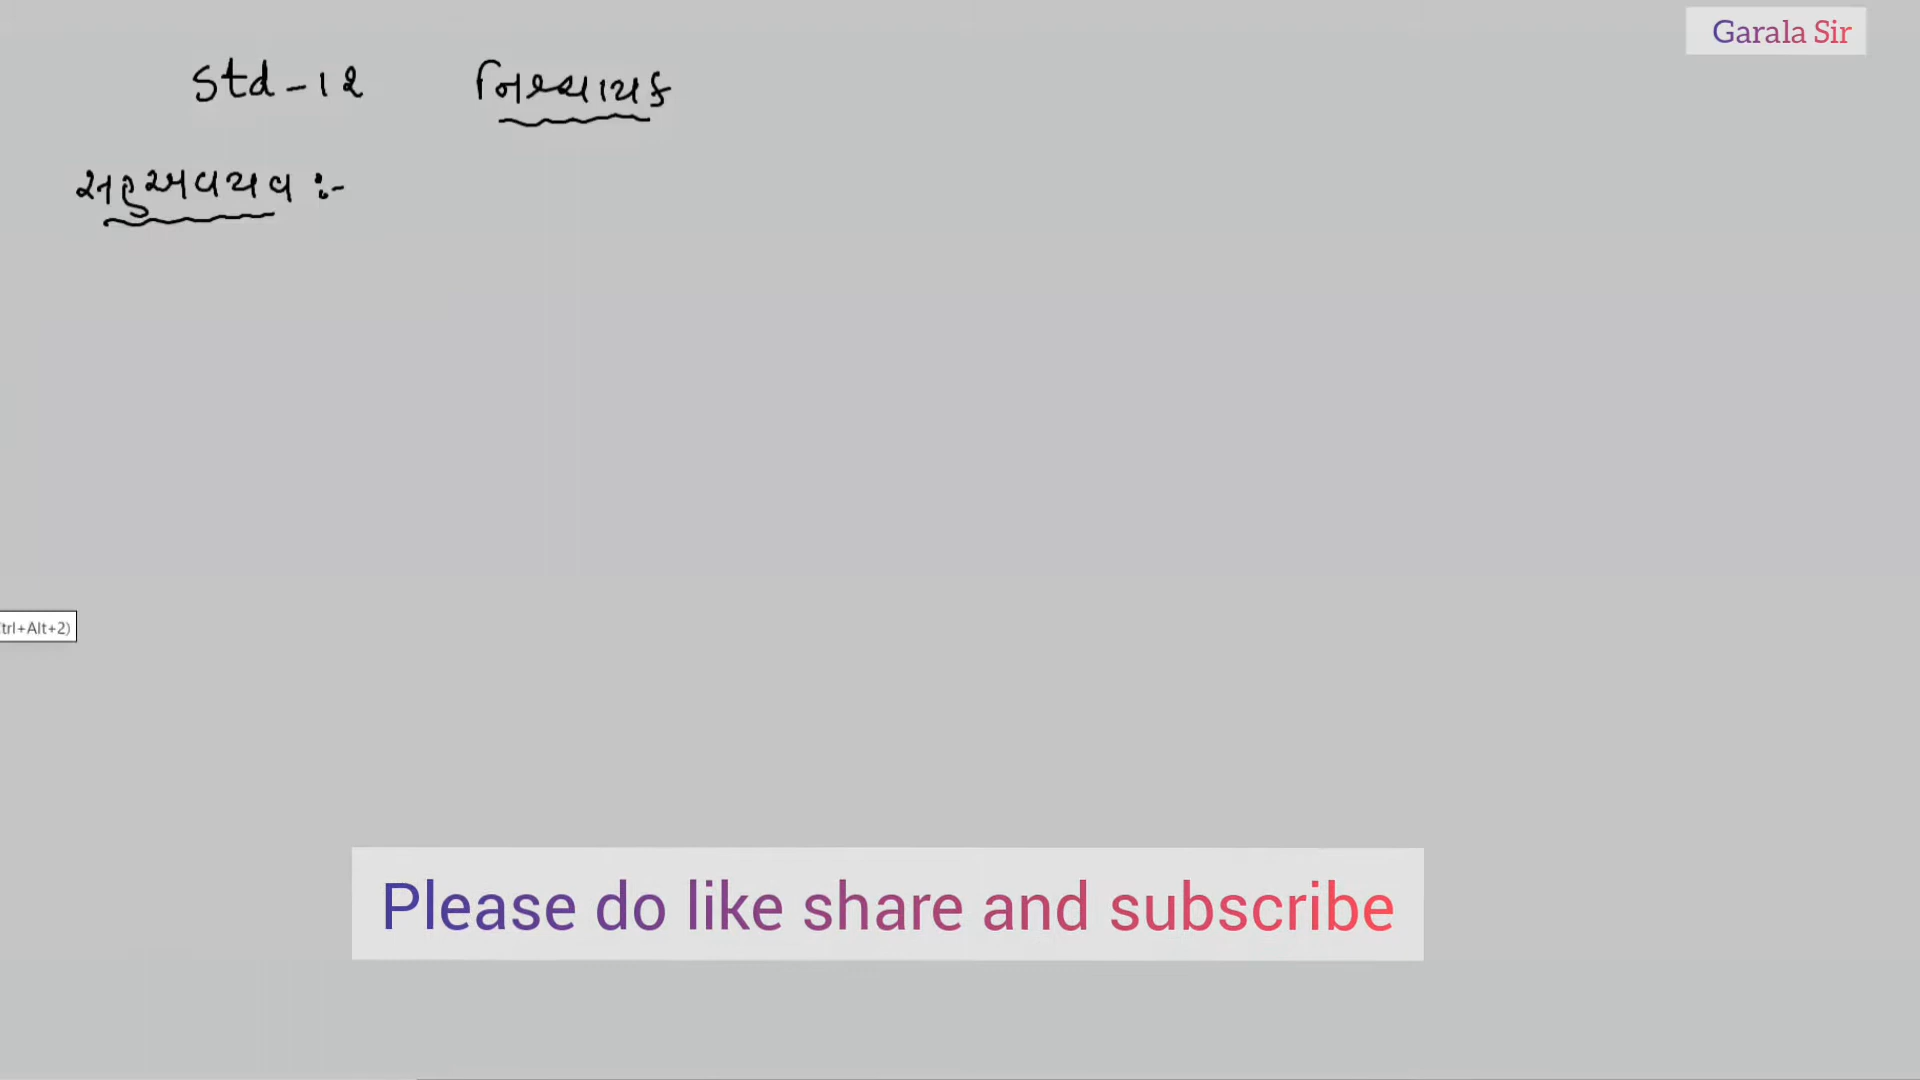 Garala Sir
Std-12 નિશ્ચાયક
સહઅવયવ :-
trl+Alt+2)
Please do like share and subscribe